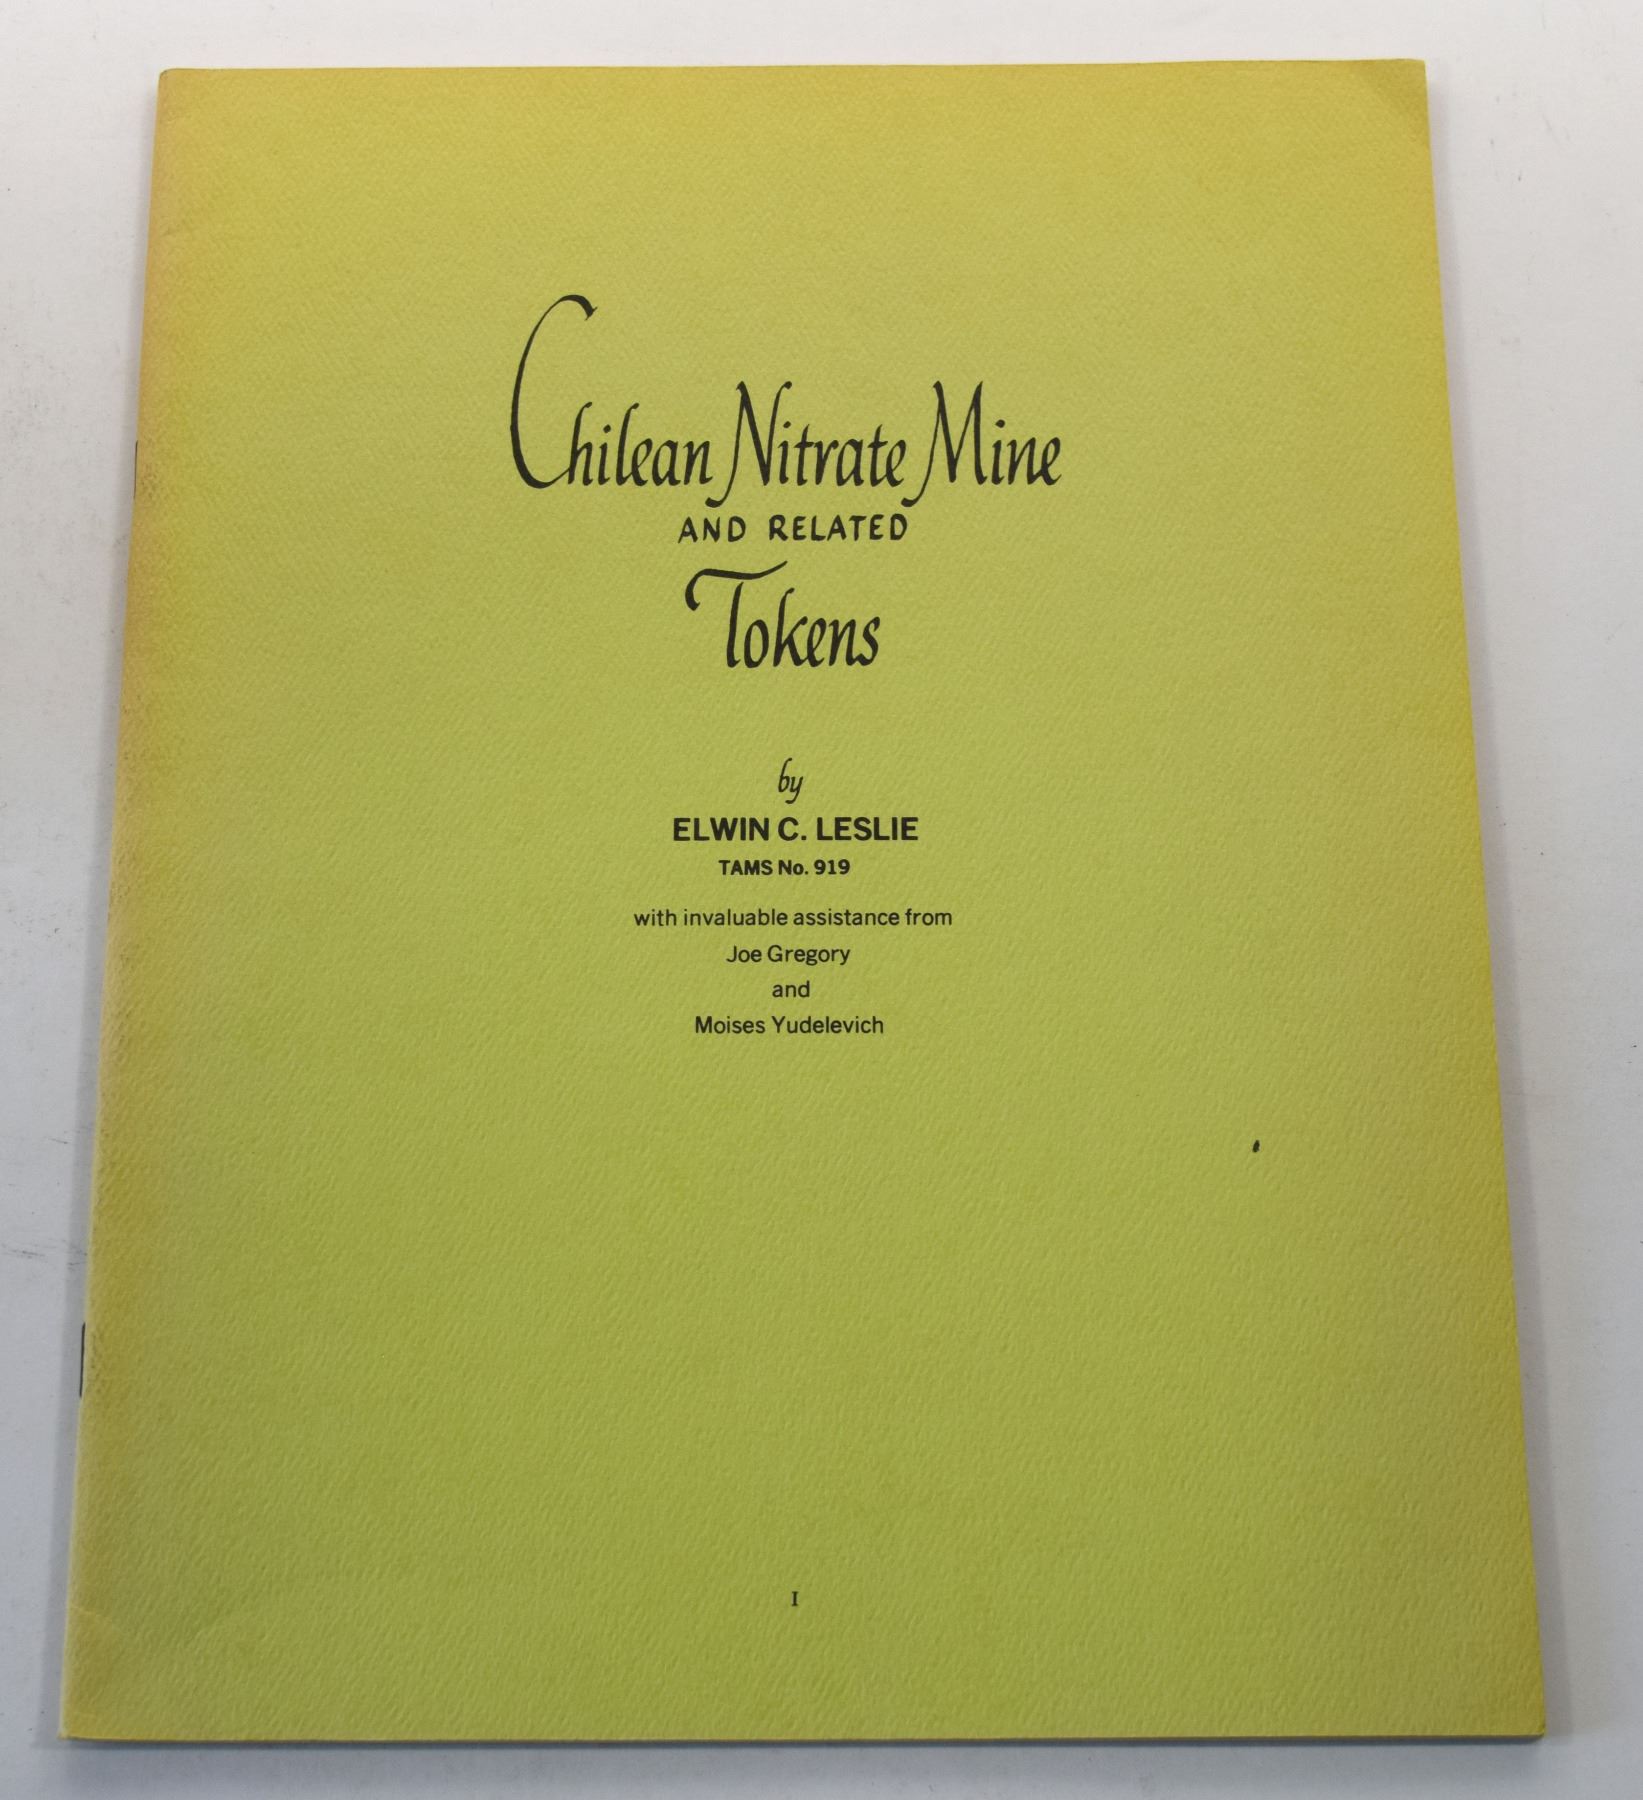 Chilean Nitrate Mine
AND RELATED
Tokens
by
ELWIN C. LESLIE
TAMS No. 919
with invaluable assistance from
Joe Gregory
and
Moises Yudelevich
I